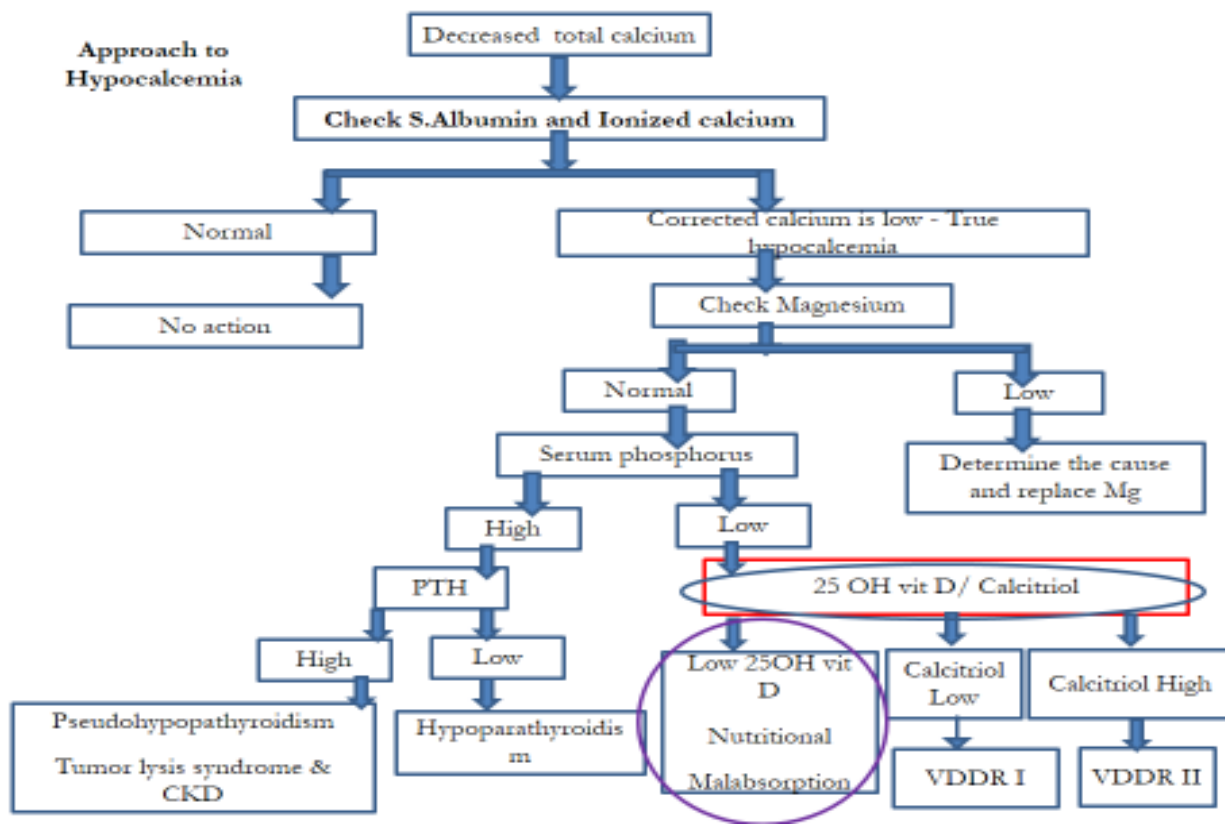 Approach to
Hypocalcemia
Decreased total calcium
Check S.Albumin and Ionized calcium
Normal
Corrected calcium is low - True
hypocalcemia
No action
Check Magnesium
Normal
Low
Serum phosphorus
Determine the cause
and replace Mg
High
Low
PTH
25 OH vit D/ Calcitriol
High
Low
Low 25OH vit
D
Nutritional
Malabsorption
Calcitriol
Low
Calcitriol High
Pseudohypopathyroidism
Tumor lysis syndrome &
CKD
Hypoparathyroidis
m
VDDR I
VDDR II